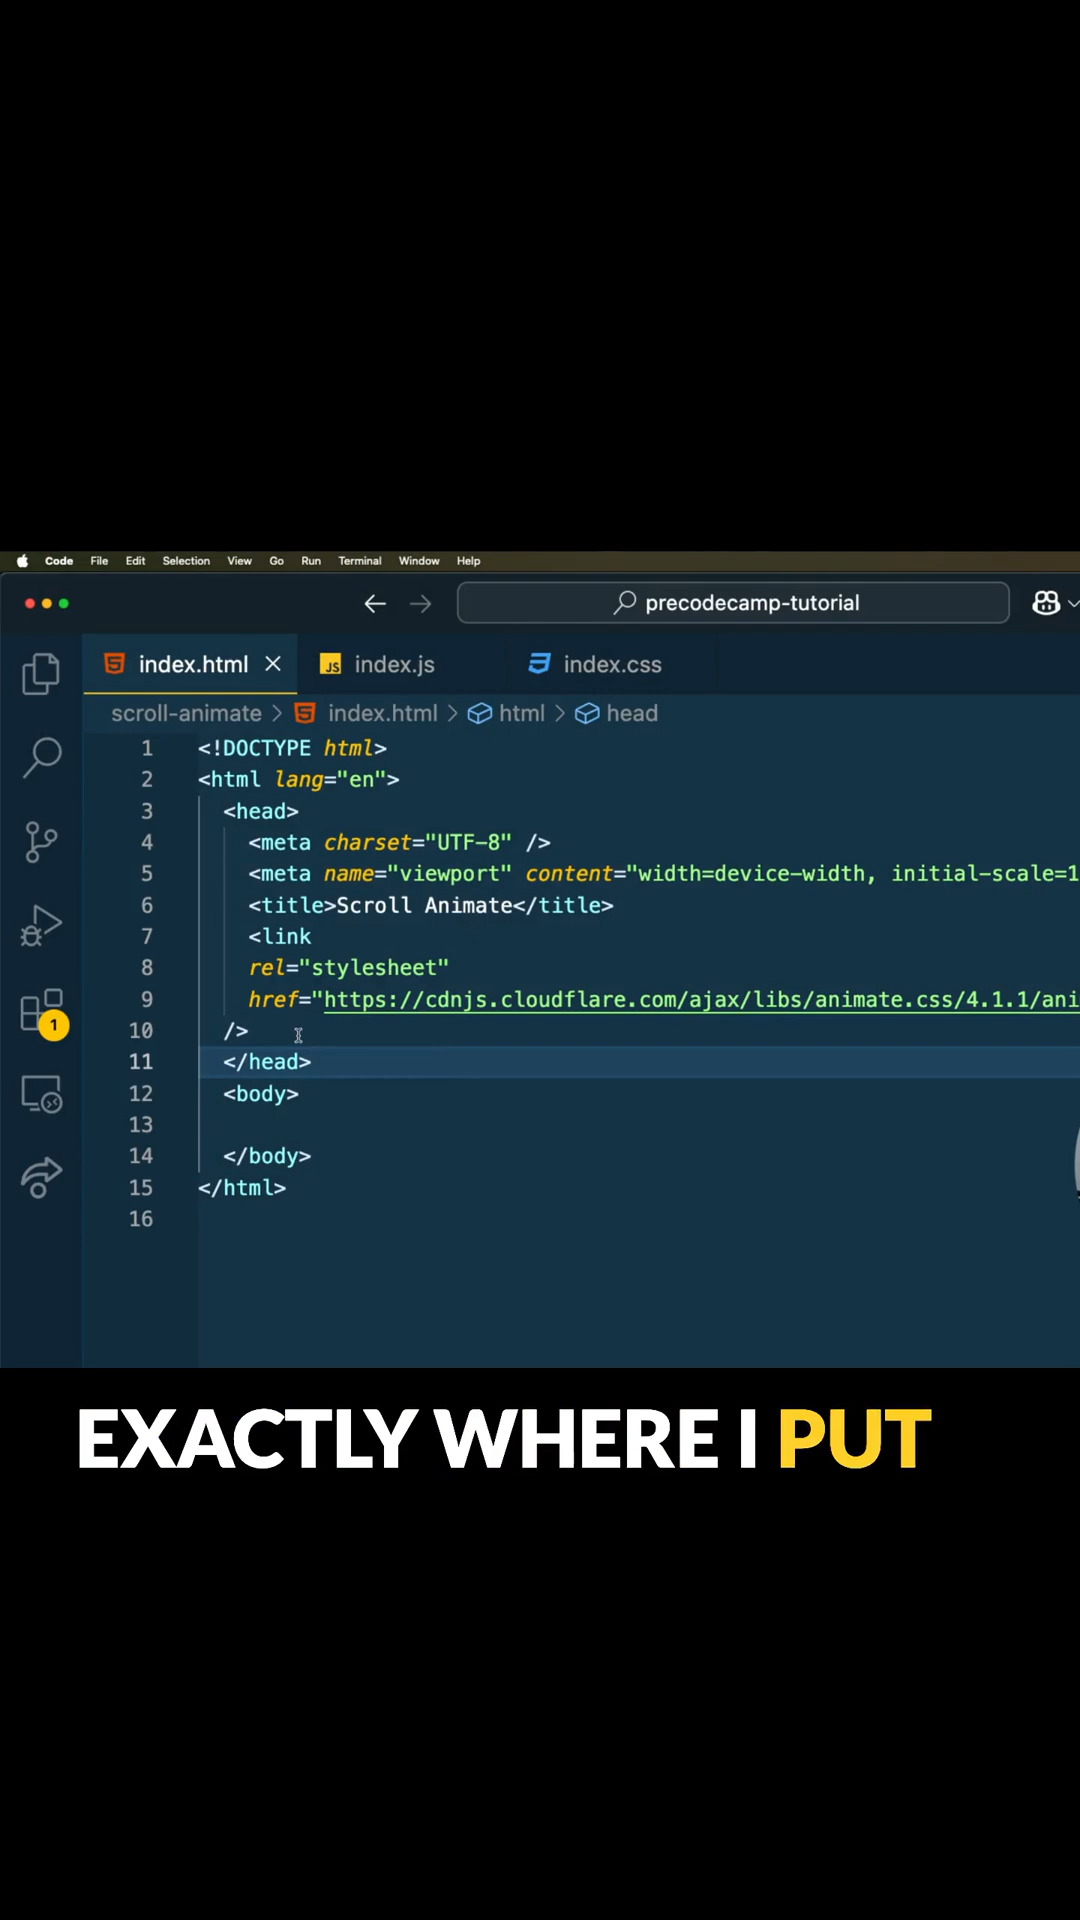 Code File Edit Selection View Go Run Terminal Window Help
precodecamp-tutorial
index.html JS index.js index.css
scroll-animate > index.html > html > head
1 <!DOCTYPE html>
2 <html lang="en">
3 <head>
4 <meta charset="UTF-8" />
5 <meta name="viewport" content="width=device-width, initial-scale=1
6 <title>Scroll Animate</title>
7 <link
8 rel="stylesheet"
9 href="https://cdnjs.cloudflare.com/ajax/libs/animate.css/4.1.1/ani
10 />
1
11 </head>
12 <body>
13
14 </body>
15 </html>
16
EXACTLY WHERE I PUT